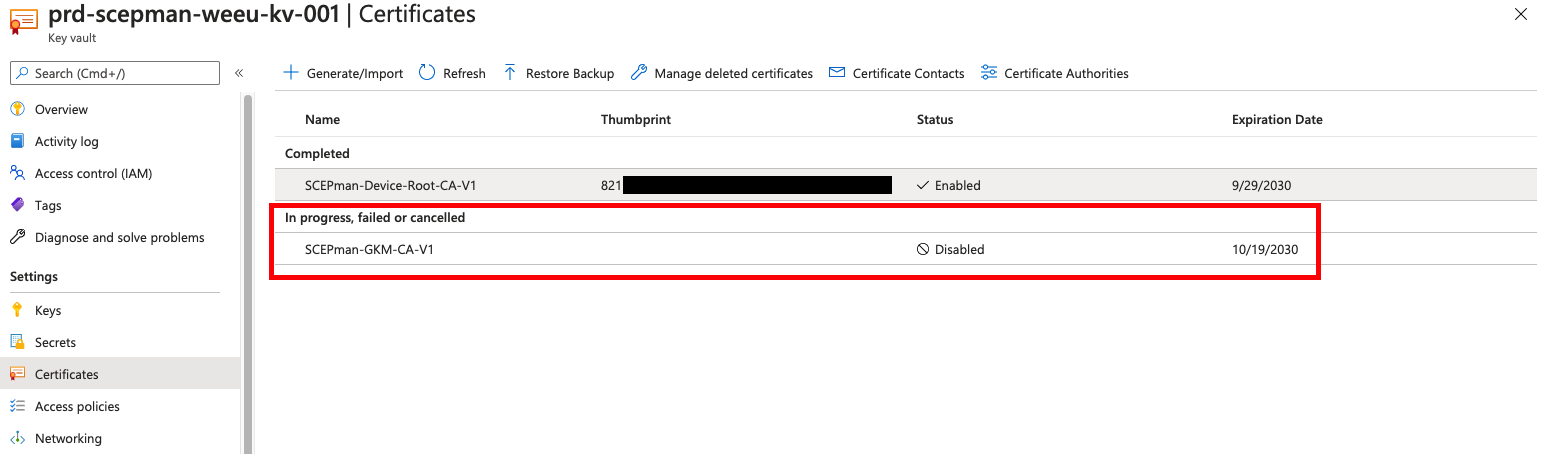 prd-scepman-weeu-kv-001 | Certificates
Key vault
Search (Cmd+/)
Overview
Activity log
Access control (IAM)
Tags
Diagnose and solve problems
Settings
Keys
Secrets
Certificates
Access policies
Networking
Generate/Import Refresh Restore Backup Manage deleted certificates Certificate Contacts Certificate Authorities
Name Thumbprint Status Expiration Date
Completed
SCEPman-Device-Root-CA-V1 821 Enabled 9/29/2030
In progress, failed or cancelled
SCEPman-GKM-CA-V1 Disabled 10/19/2030